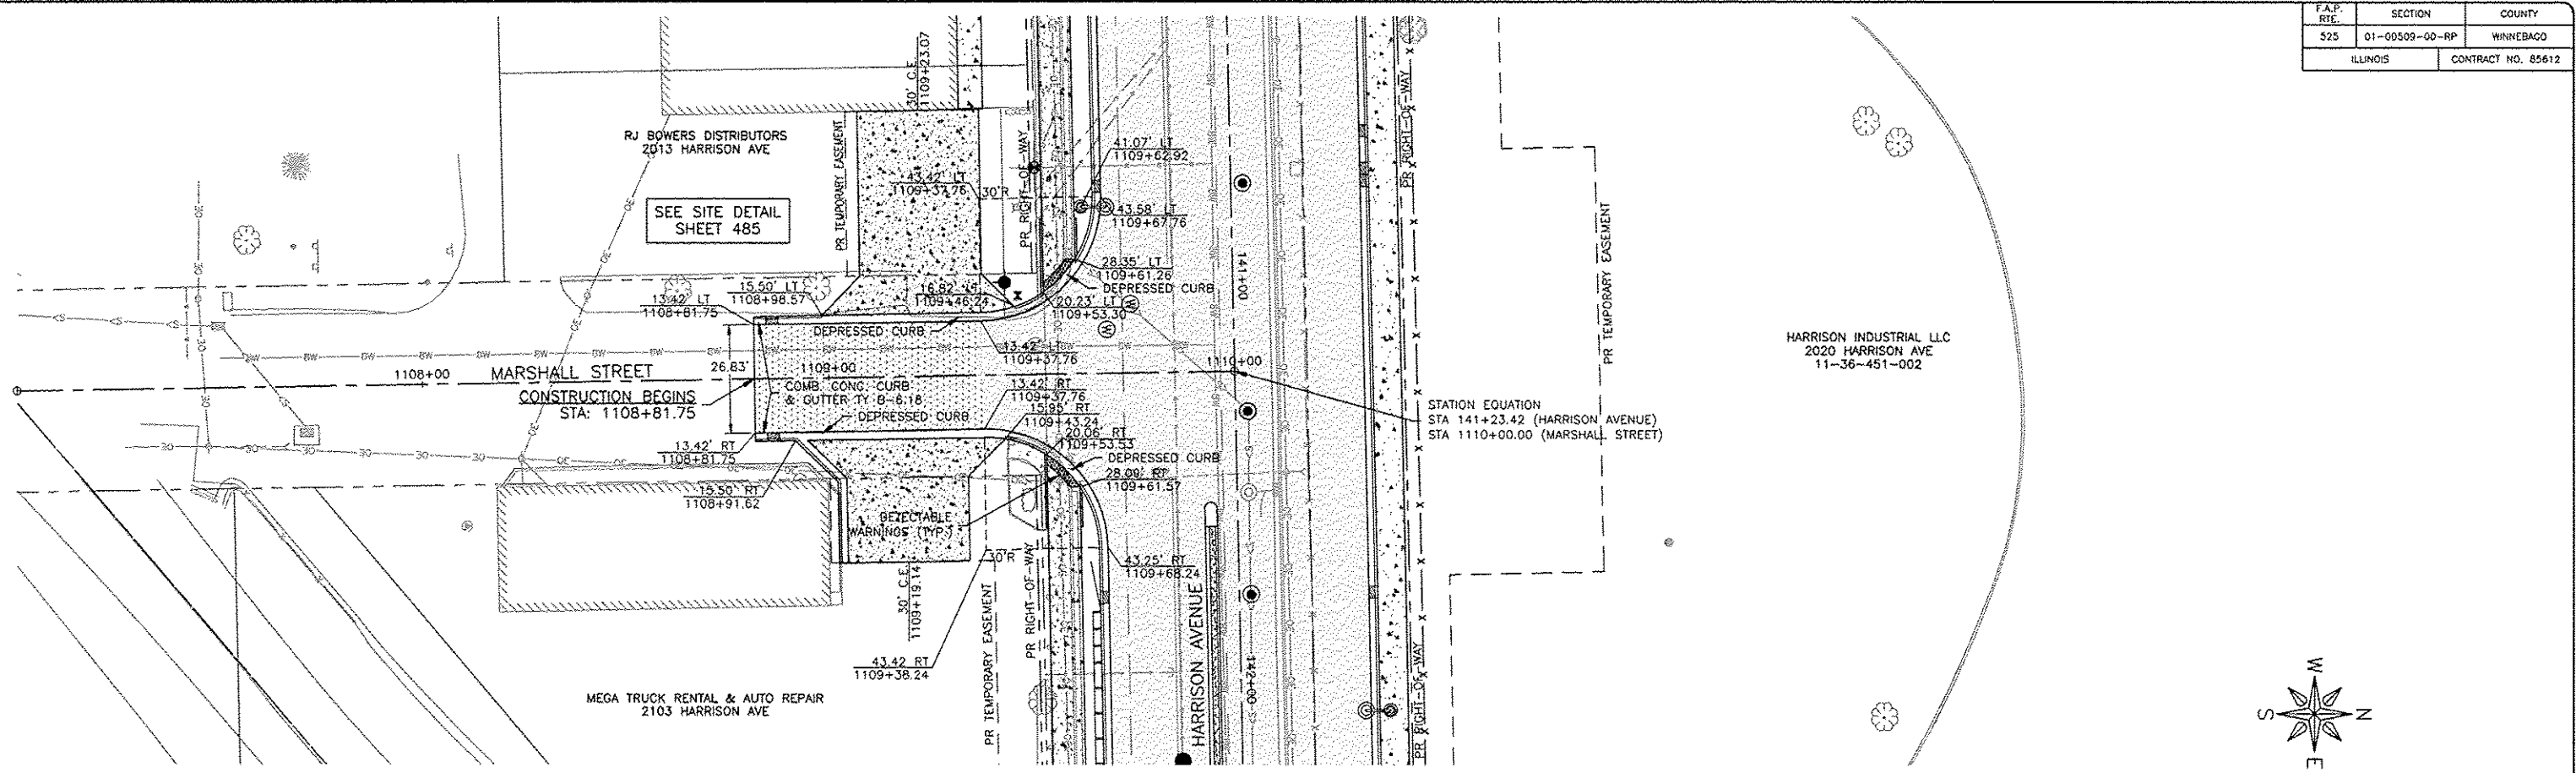 F.A.P. RTE. SECTION COUNTY
525 01-00509-00-RP WINNEBAGO
ILLINOIS CONTRACT NO. 85612
30' C.E.
1109+23.07
RJ BOWERS DISTRIBUTORS
2013 HARRISON AVE
SEE SITE DETAIL
SHEET 485
PR TEMPORARY EASEMENT
PR RIGHT-OF-WAY
PR RIGHT-OF-WAY
41.07' LT
1109+62.92
43.42' LT
1109+37.76
30'R
43.58' LT
1109+67.76
28.35' LT
1109+61.26
DEPRESSED CURB
141+00
15.50' LT
1108+98.57
16.82' LT
1109+46.24
20.23' LT
1109+53.30
13.42' LT
1108+81.75
DEPRESSED CURB
13.42' LT
1109+37.76
1110+00
PR TEMPORARY EASEMENT
HARRISON INDUSTRIAL LLC
2020 HARRISON AVE
11-36-451-002
1108+00
MARSHALL STREET
26.83'
1109+00
CONSTRUCTION BEGINS
STA: 1108+81.75
COMB. CONC. CURB
& GUTTER TY B-6.18
DEPRESSED CURB
13.42' RT
1109+37.76
15.95' RT
1109+43.24
20.06' RT
1109+53.53
DEPRESSED CURB
28.09' RT
1109+61.57
STATION EQUATION
STA 141+23.42 (HARRISON AVENUE)
STA 1110+00.00 (MARSHALL STREET)
13.42' RT
1108+81.75
15.50' RT
1108+91.62
DETECTABLE
WARNINGS (TYP.)
30'R
43.25' RT
1109+68.24
30' C.E.
1109+19.14
43.42 RT
1109+38.24
PR TEMPORARY EASEMENT
PR RIGHT-OF-WAY
HARRISON AVENUE
142+00
PR RIGHT-OF-WAY
MEGA TRUCK RENTAL & AUTO REPAIR
2103 HARRISON AVE
W
S
N
E